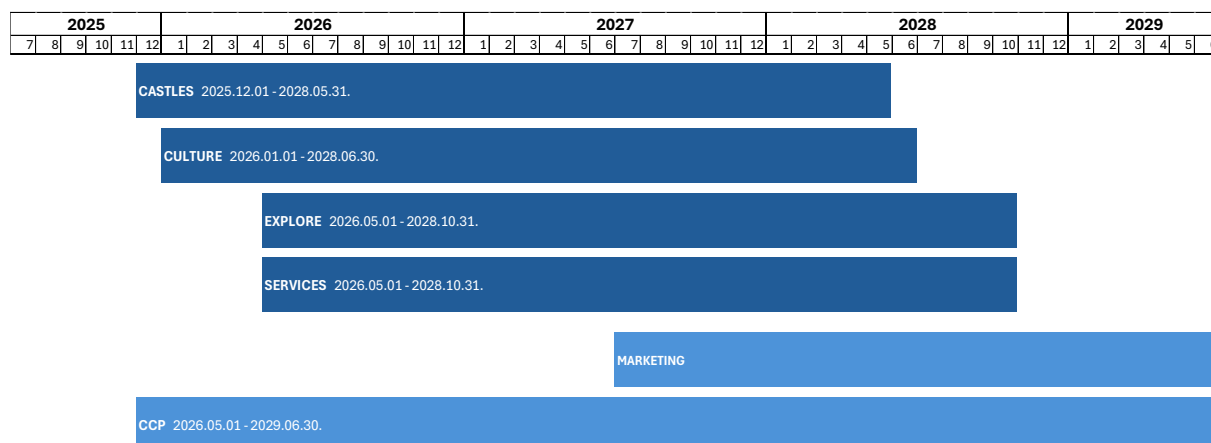 2025 2026 2027 2028 2029
7 8 9 10 11 12 1 2 3 4 5 6 7 8 9 10 11 12 1 2 3 4 5 6 7 8 9 10 11 12 1 2 3 4 5 6 7 8 9 10 11 12 1 2 3 4 5
CASTLES 2025.12.01 - 2028.05.31.
CULTURE 2026.01.01 - 2028.06.30.
EXPLORE 2026.05.01 - 2028.10.31.
SERVICES 2026.05.01 - 2028.10.31.
MARKETING
CCP 2026.05.01 - 2029.06.30.